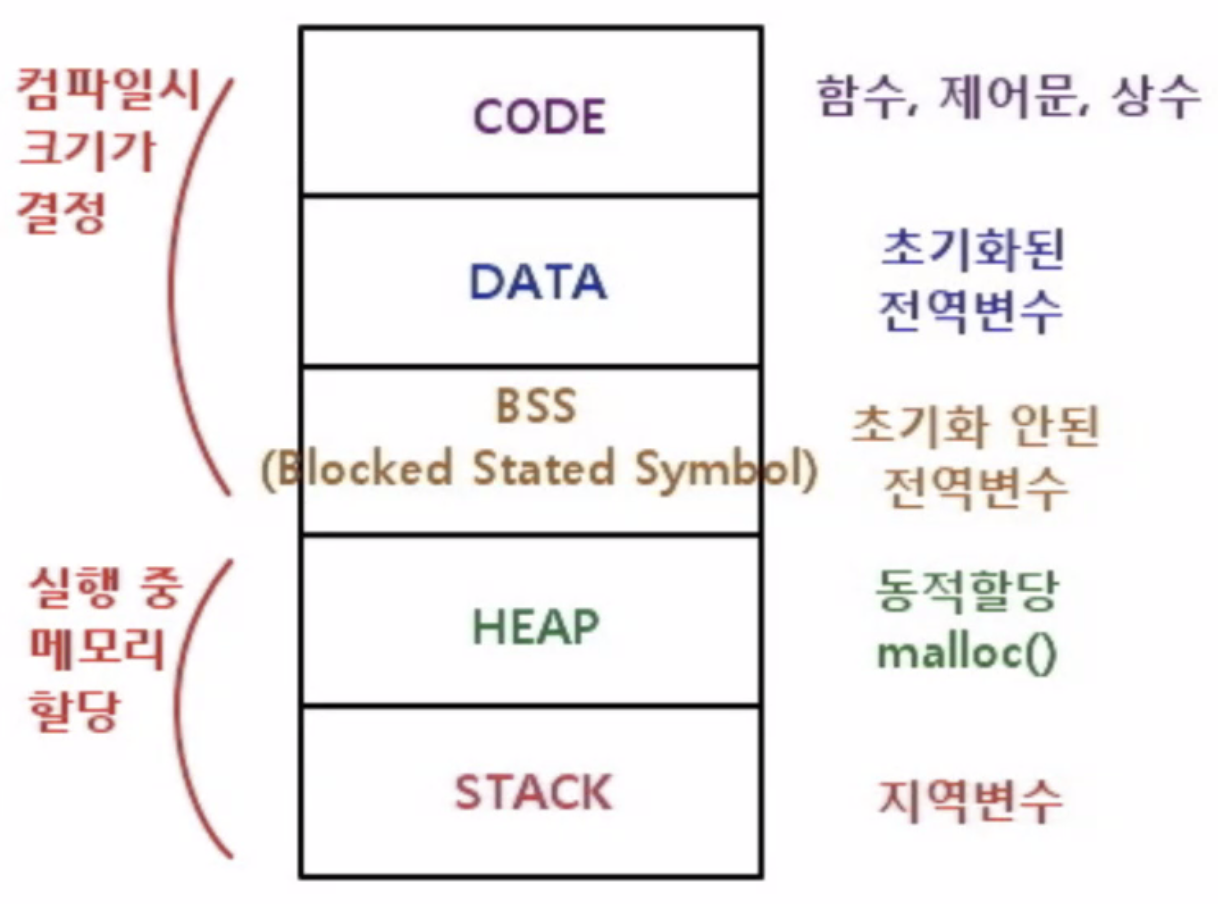 컴파일시
크기가
결정
CODE
함수, 제어문, 상수
DATA
초기화된
전역변수
BSS
(Blocked Stated Symbol)
초기화 안된
전역변수
실행 중
메모리
할당
HEAP
동적할당
malloc()
STACK
지역변수